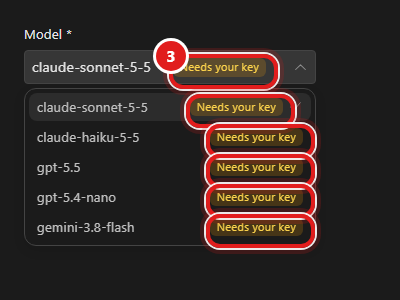 Model *
3
claude-sonnet-5-5 Needs your key
claude-sonnet-5-5 Needs your key
claude-haiku-5-5 Needs your key
gpt-5.5 Needs your key
gpt-5.4-nano Needs your key
gemini-3.8-flash Needs your key